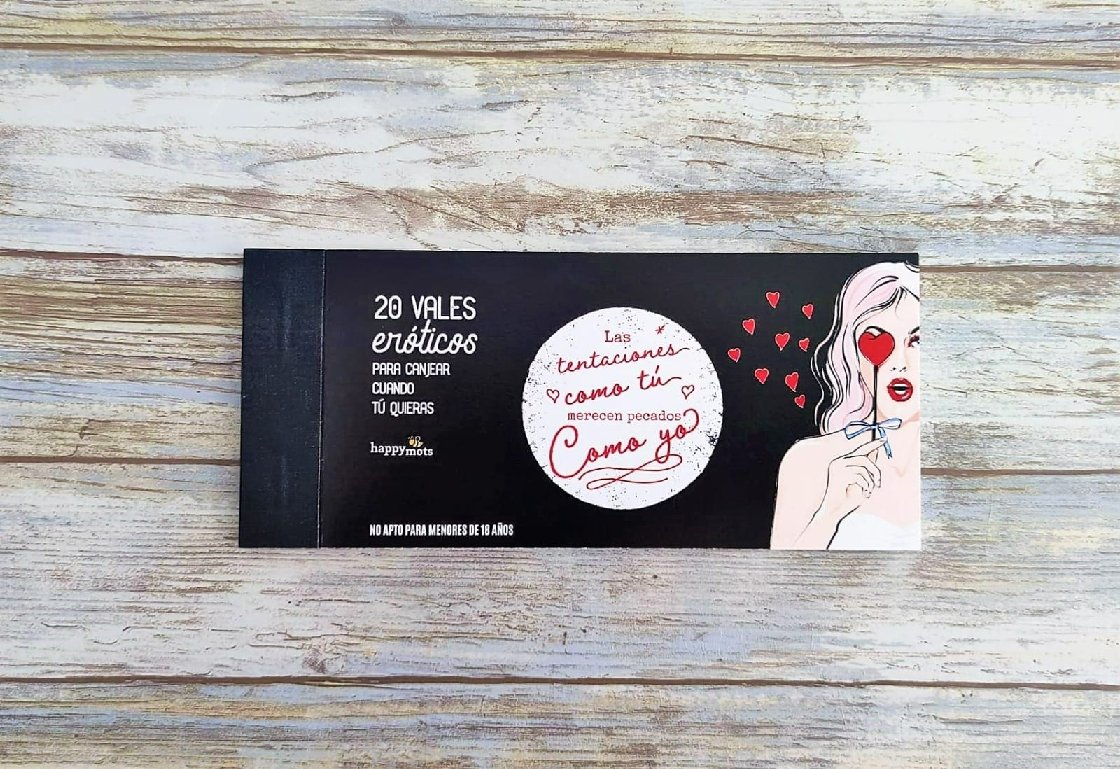 20 VALES
eróticos
PARA CANJEAR
CUANDO
TÚ QUIERAS
happymots
NO APTO PARA MENORES DE 18 AÑOS
Las
tentaciones
como tú
merecen pecados
Como yo